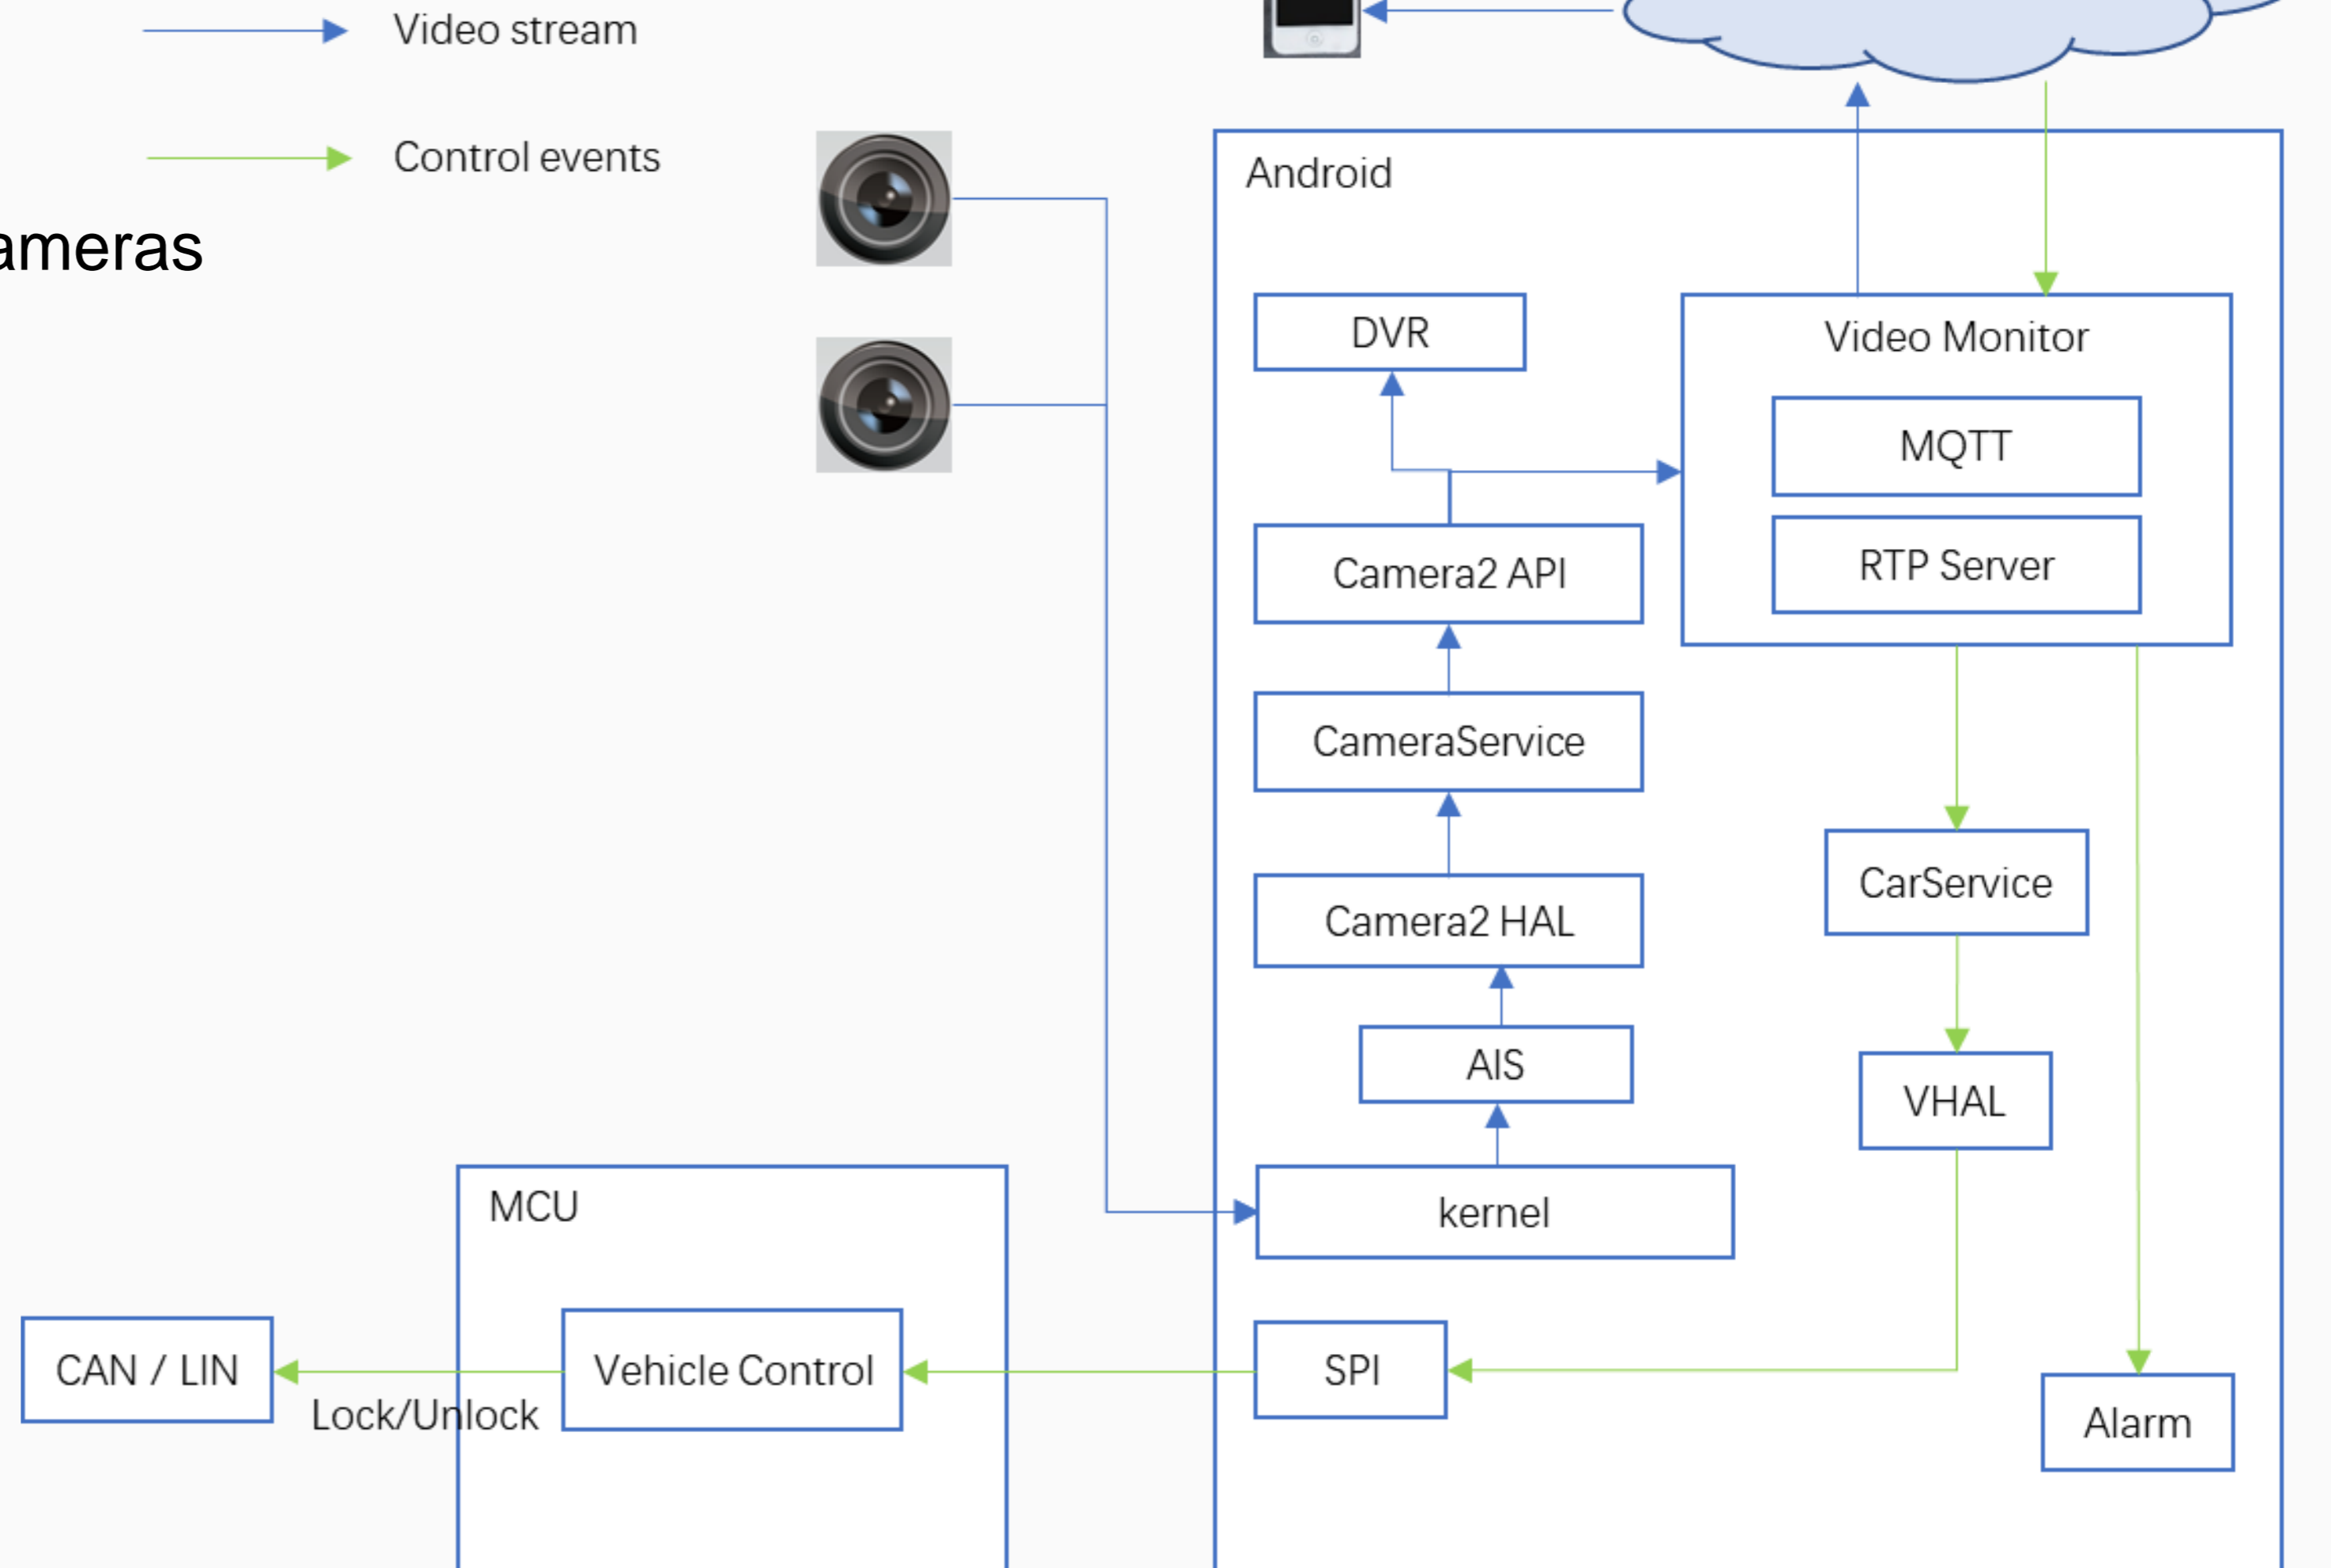 Video stream
Control events
ameras
Android
DVR
Video Monitor
MQTT
RTP Server
Camera2 API
CameraService
CarService
Camera2 HAL
AIS
VHAL
kernel
MCU
CAN / LIN
Lock/Unlock
Vehicle Control
SPI
Alarm